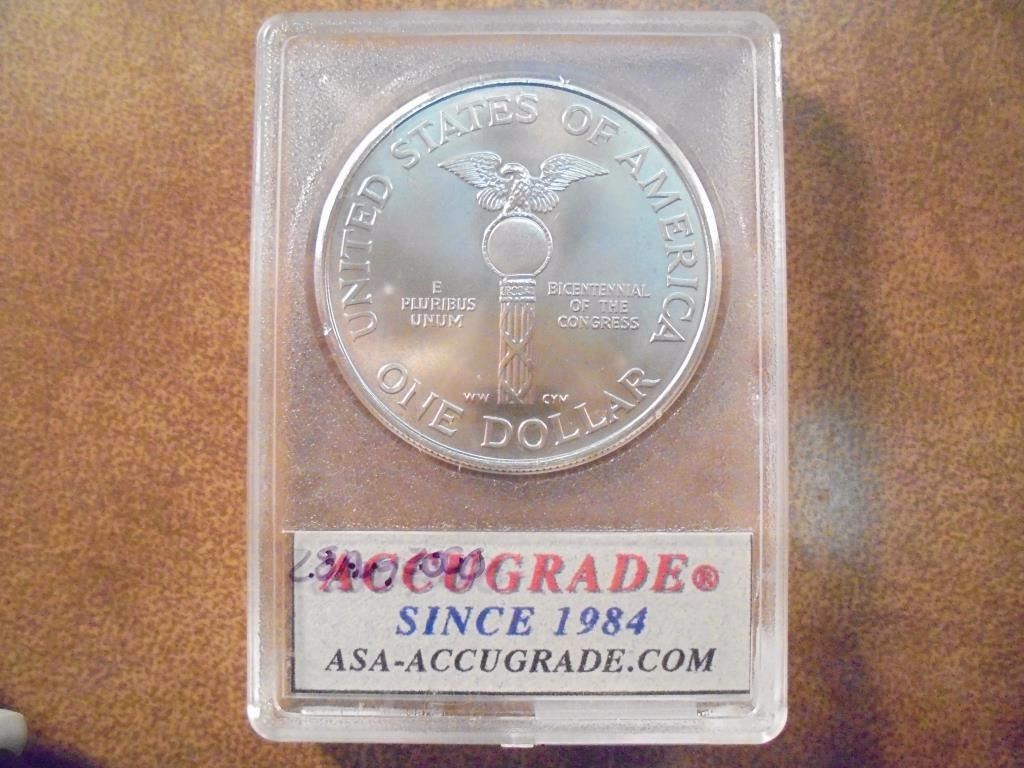 UNITED STATES OF AMERICA
E
PLURIBUS
UNUM
BICENTENNIAL
OF THE
CONGRESS
WW
CYM
ONE DOLLAR
ACCUGRADE®
SINCE 1984
ASA-ACCUGRADE.COM